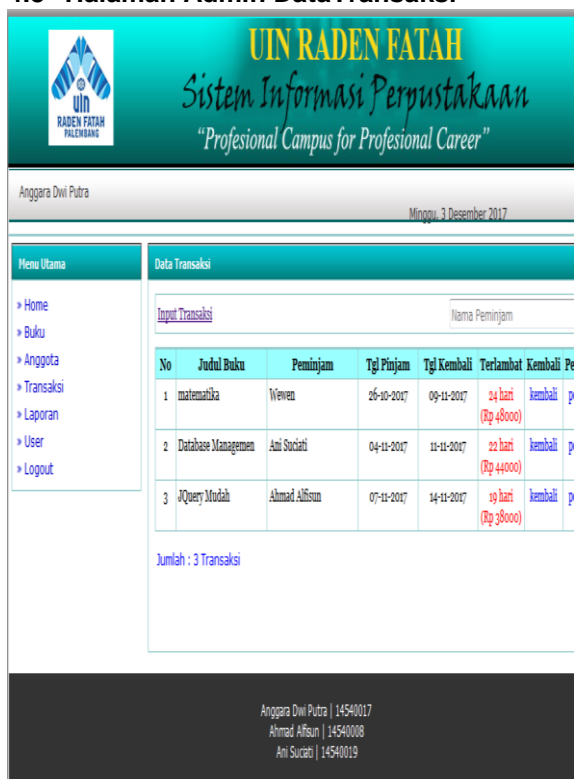 Halaman Admin DataTransaksi
UIN RADEN FATAH
Sistem Informasi Perpustakaan
“Profesional Campus for Profesional Career”
uin
RADEN FATAH
PALEMBANG
Anggara Dwi Putra
Minggu, 3 Desember 2017
Menu Utama
» Home
» Buku
» Anggota
» Transaksi
» Laporan
» User
» Logout
Data Transaksi
Input Transaksi Nama Peminjam
No Judul Buku Peminjam Tgl Pinjam Tgl Kembali Terlambat Kembali Pe
1 matematika Wewen 26-10-2017 09-11-2017 24 hari kembali
(Rp 48000)
2 Database Managemen Ani Suciati 04-11-2017 11-11-2017 22 hari kembali
(Rp 44000)
3 JQuery Mudah Ahmad Alfisun 07-11-2017 14-11-2017 19 hari kembali
(Rp 38000)
Jumlah : 3 Transaksi
Anggara Dwi Putra | 14540017
Ahmad Alfisun | 14540008
Ani Suciati | 14540019